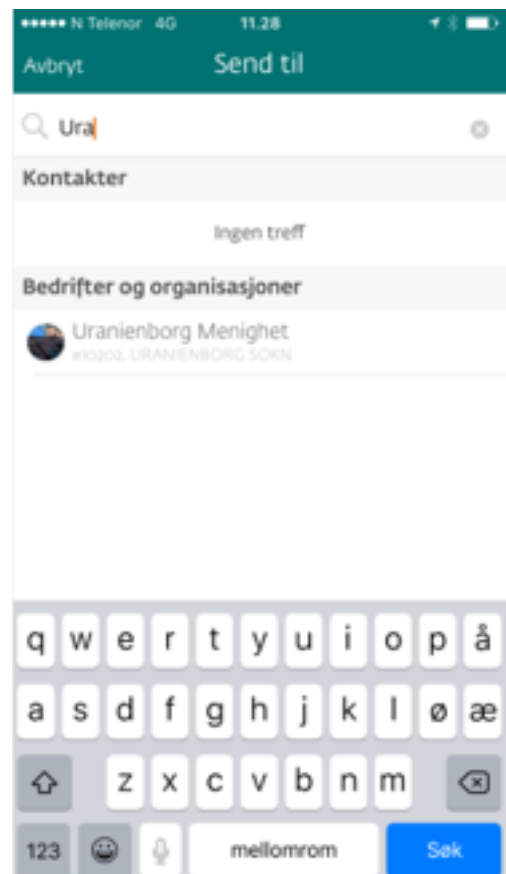 N Telenor 4G 11.28
Avbryt Send til
Ura
Kontakter
Ingen treff
Bedrifter og organisasjoner
Uranienborg Menighet
#10202, URANIENBORG SOKN
q w e r t y u i o p å
a s d f g h j k l ø æ
z x c v b n m
123 mellomrom Søk